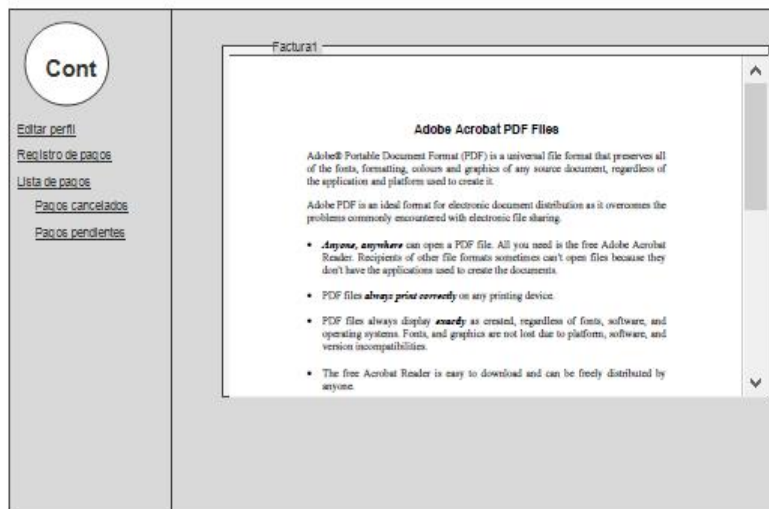 Cont
Editar perfil
Registro de pagos
Lista de pagos
Pagos cancelados
Pagos pendientes
Factura1
Adobe Acrobat PDF Files
Adobe® Portable Document Format (PDF) is a universal file format that preserves all
of the fonts, formatting, colours and graphics of any source document, regardless of
the application and platform used to create it.
Adobe PDF is an ideal format for electronic document distribution as it overcomes the
problems commonly encountered with electronic file sharing.
• Anyone, anywhere can open a PDF file. All you need is the free Adobe Acrobat
Reader. Recipients of other file formats sometimes can't open files because they
don't have the applications used to create the documents.
• PDF files always print correctly on any printing device.
• PDF files always display exactly as created, regardless of fonts, software, and
operating systems. Fonts, and graphics are not lost due to platform, software, and
version incompatibilities.
• The free Acrobat Reader is easy to download and can be freely distributed by
anyone.